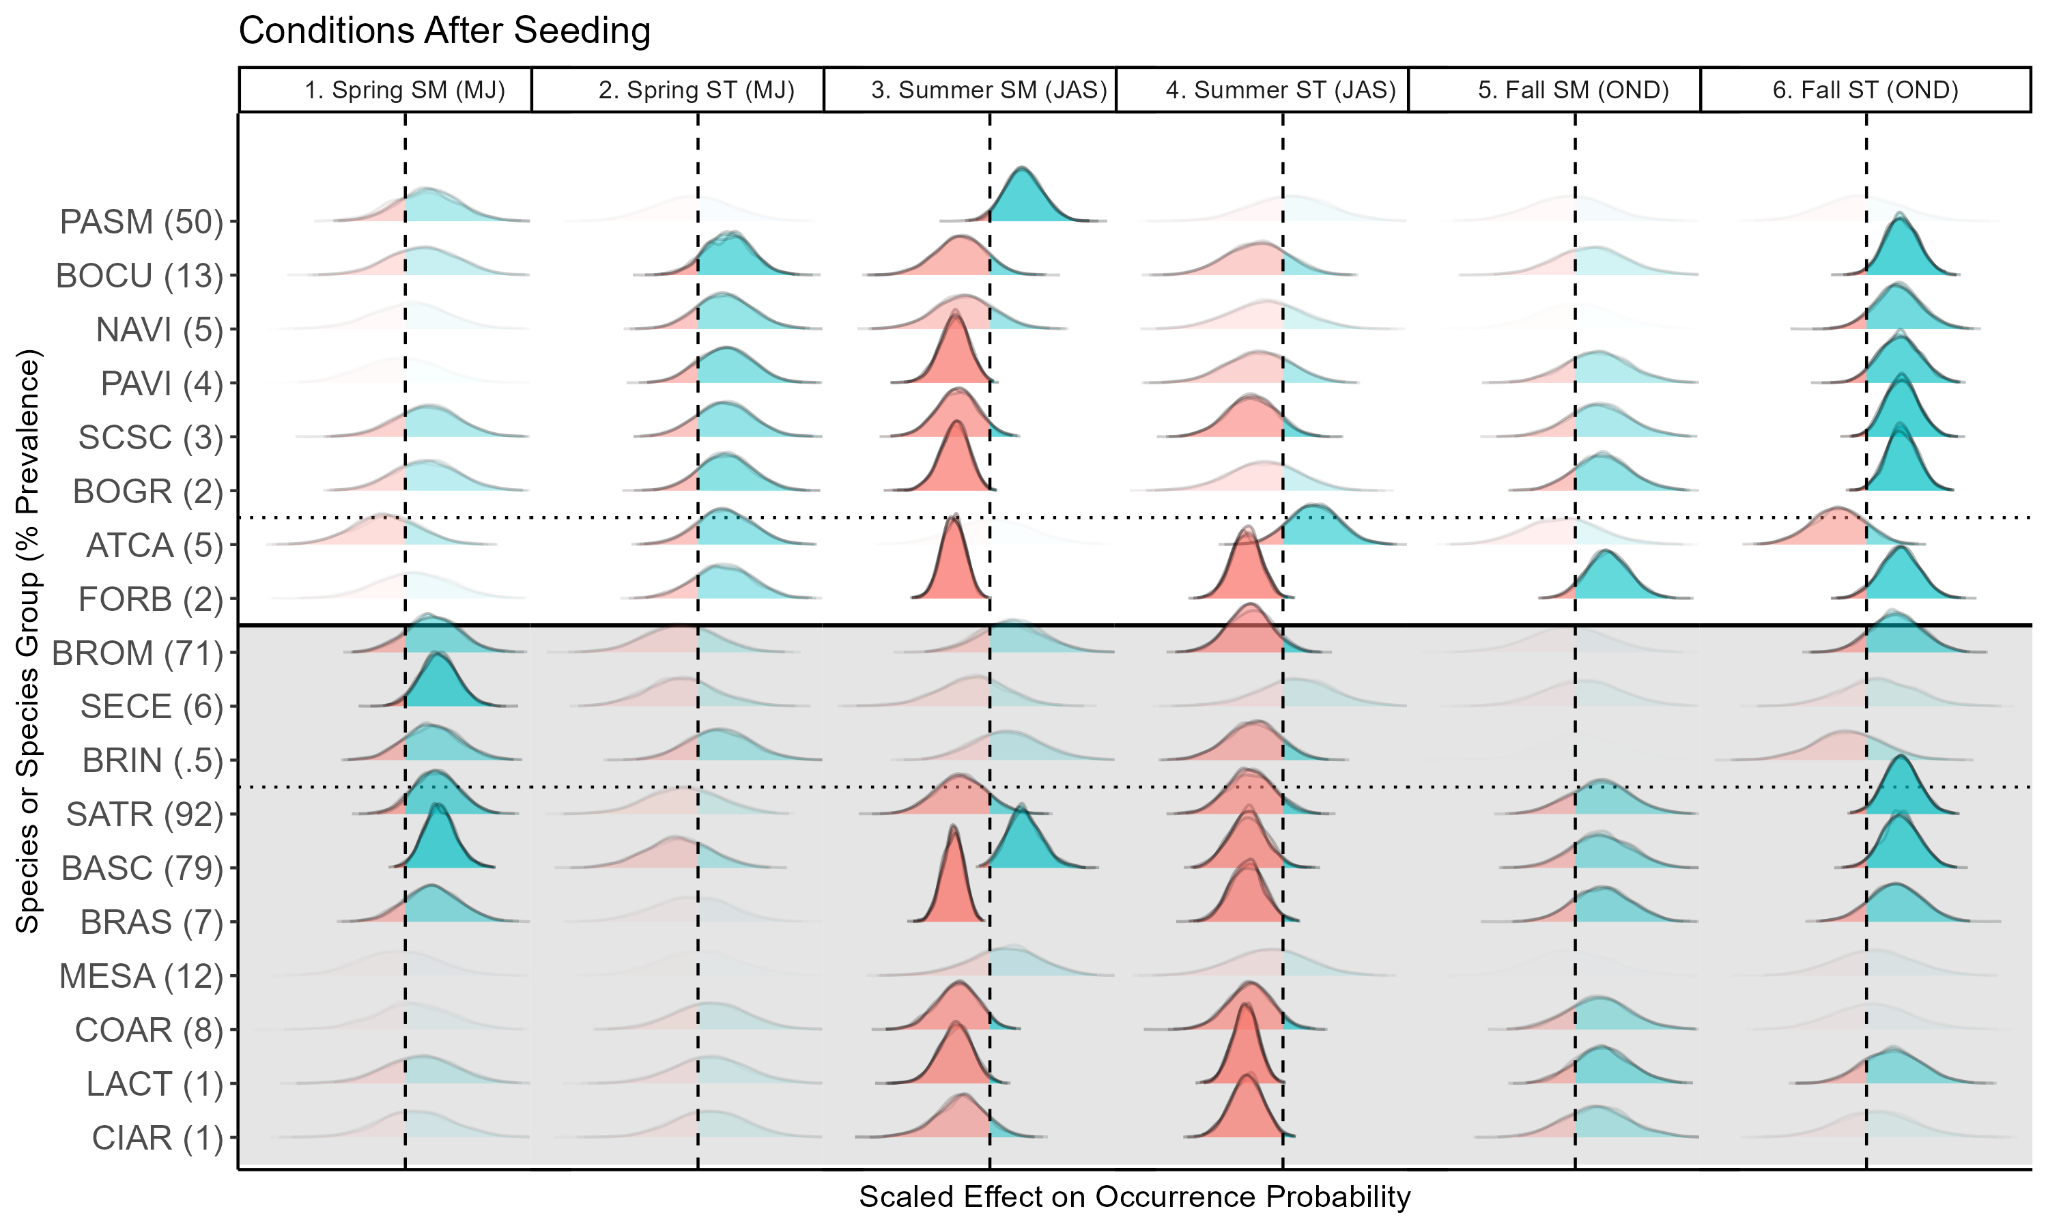 Conditions After Seeding
1. Spring SM (MJ)
2. Spring ST (MJ)
3. Summer SM (JAS)
4. Summer ST (JAS)
5. Fall SM (OND)
6. Fall ST (OND)
Species or Species Group (% Prevalence)
PASM (50)
BOCU (13)
NAVI (5)
PAVI (4)
SCSC (3)
BOGR (2)
ATCA (5)
FORB (2)
BROM (71)
SECE (6)
BRIN (.5)
SATR (92)
BASC (79)
BRAS (7)
MESA (12)
COAR (8)
LACT (1)
CIAR (1)
Scaled Effect on Occurrence Probability